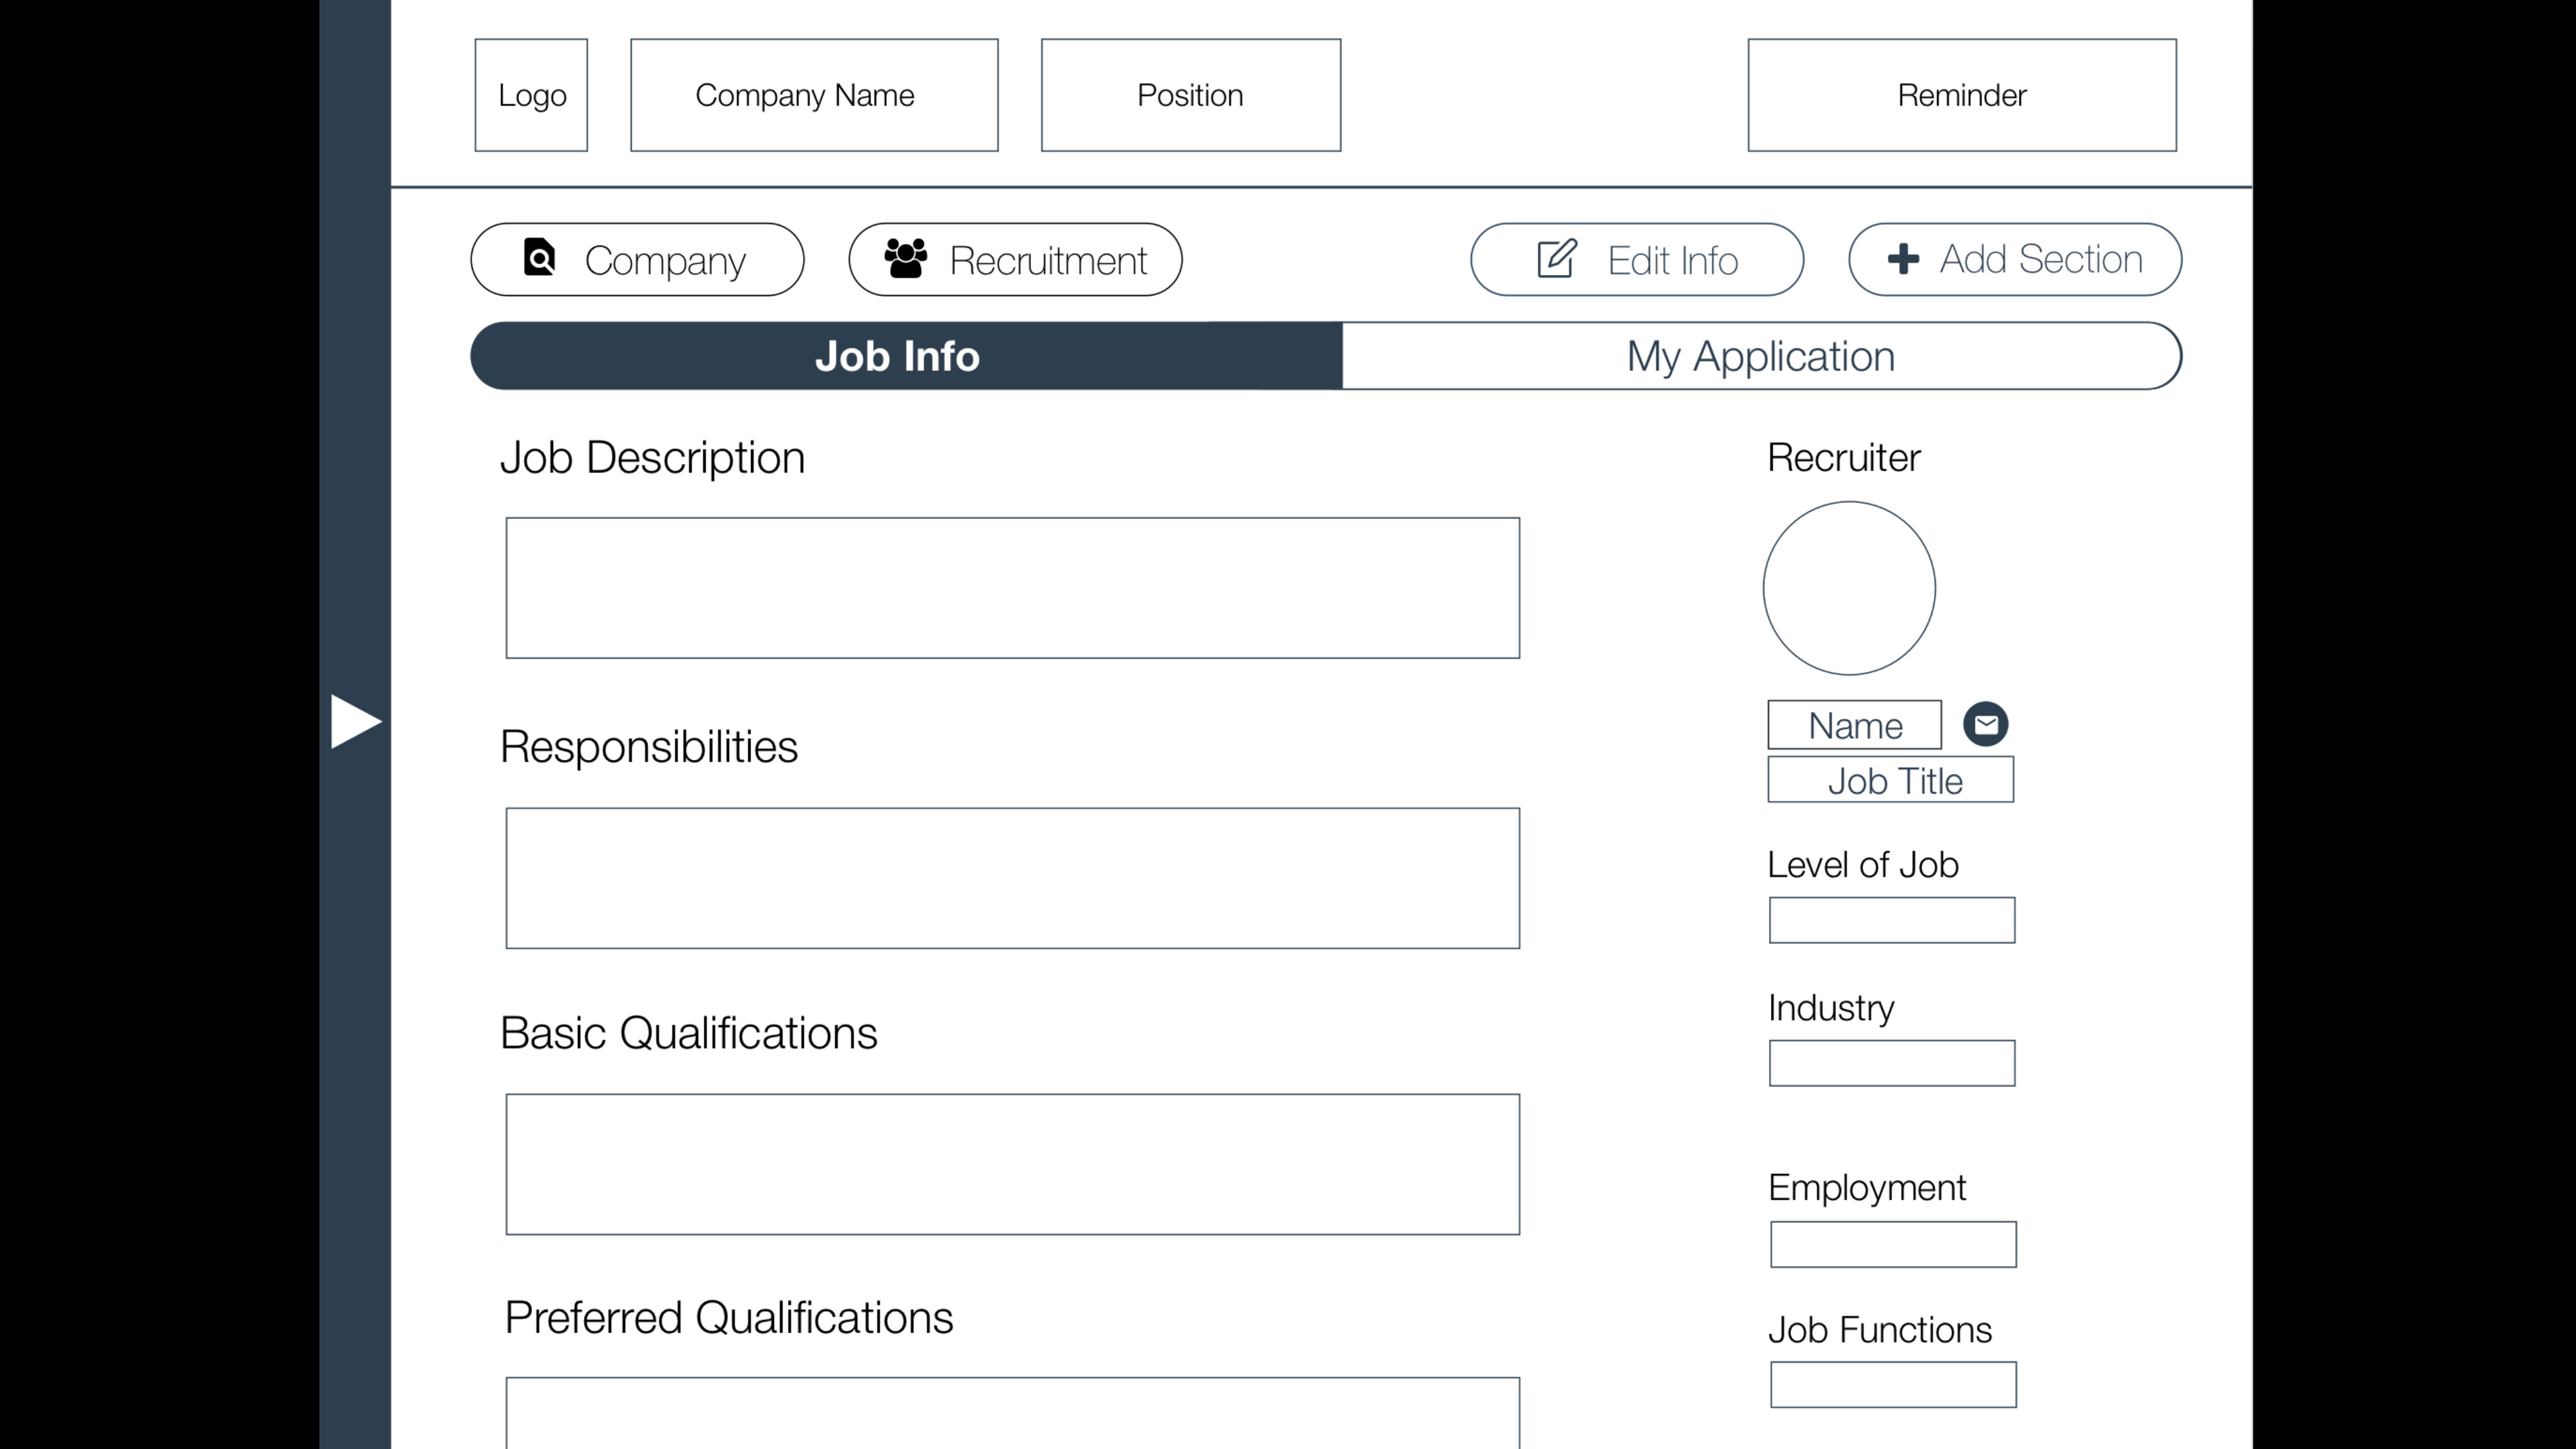 Logo
Company Name
Position
Reminder
Company
Recruitment
Edit Info
Add Section
Job Info
My Application
Job Description
Responsibilities
Basic Qualifications
Preferred Qualifications
Recruiter
Name
Job Title
Level of Job
Industry
Employment
Job Functions